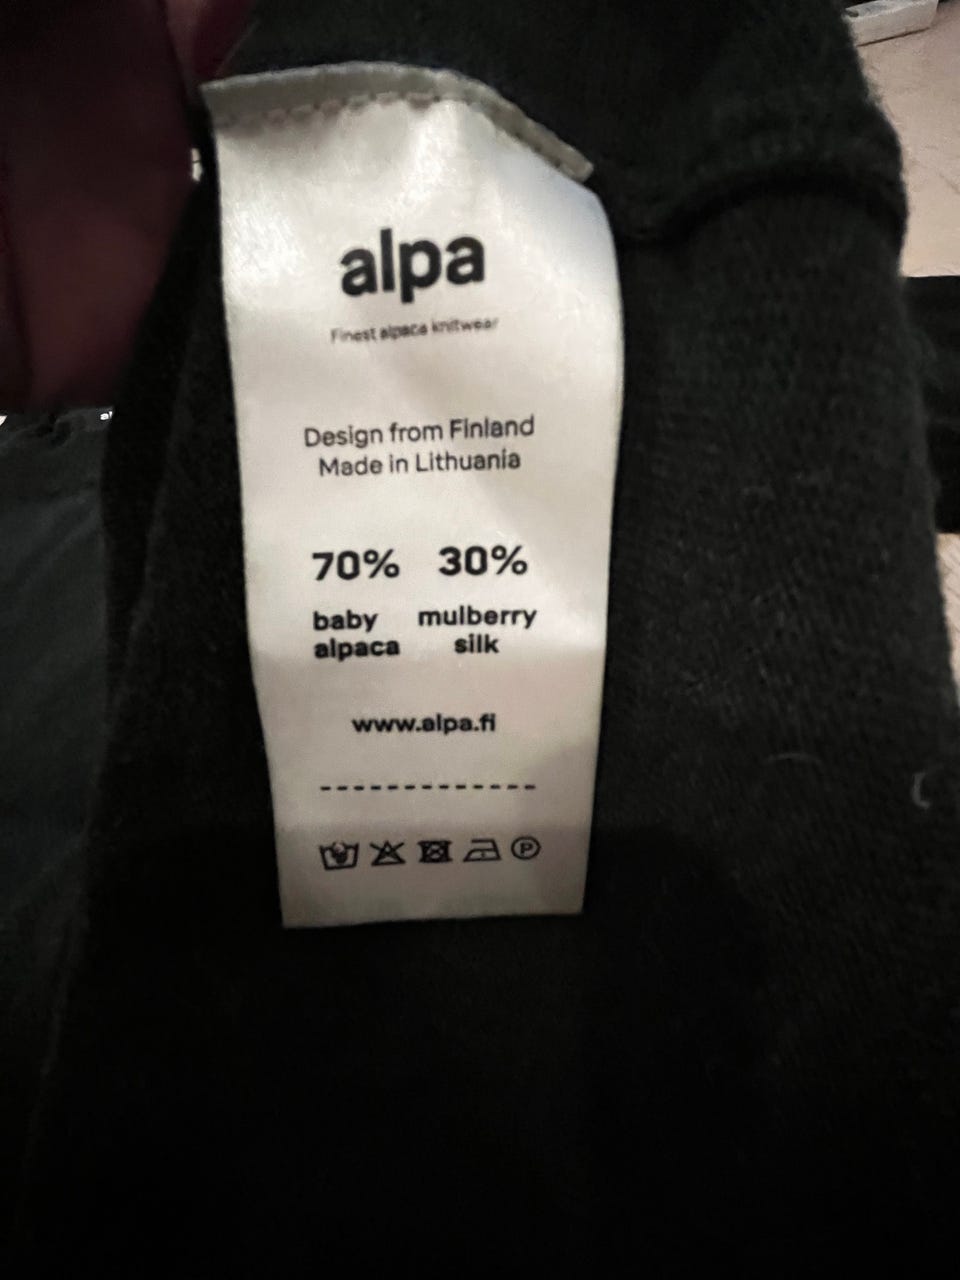 alpa
Finest alpaca knitwear
Design from Finland
Made in Lithuania
70% 30%
baby mulberry
alpaca silk
www.alpa.fi
P